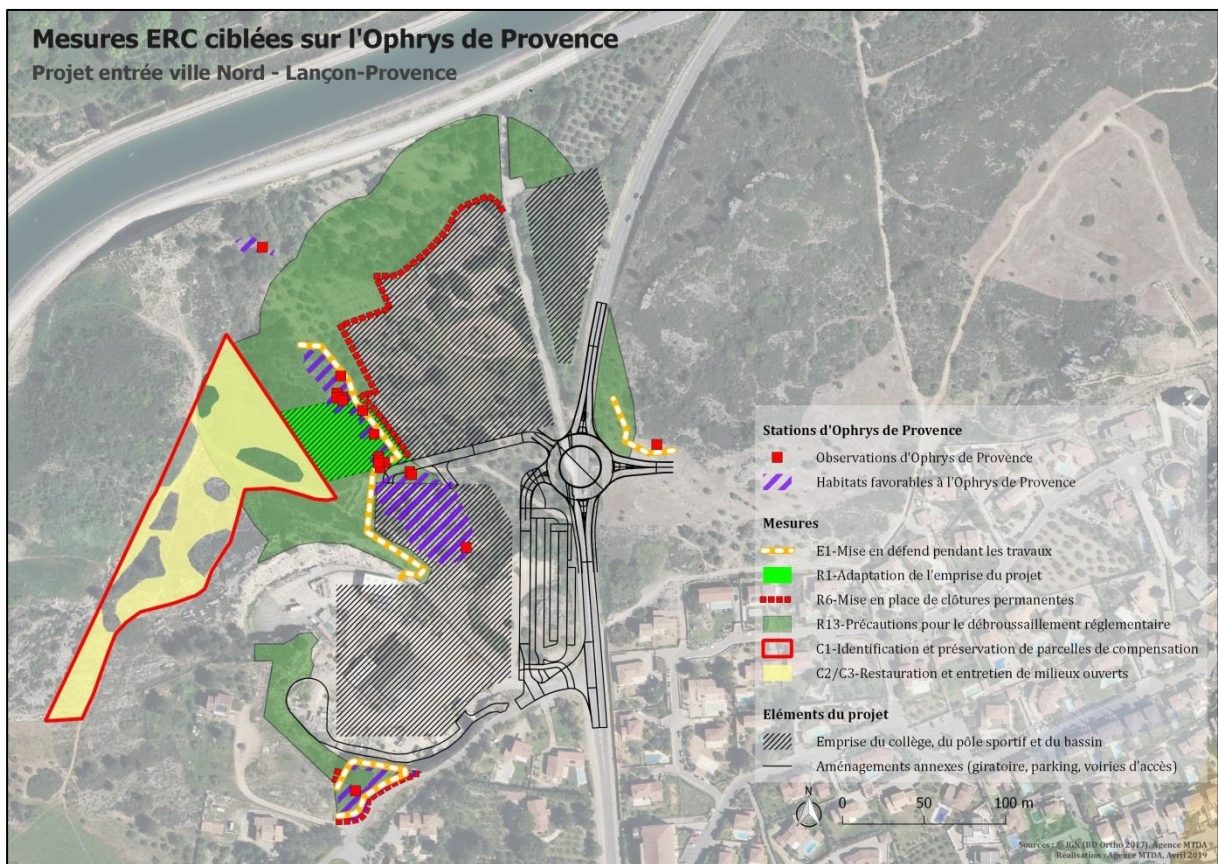 Mesures ERC ciblées sur l'Ophrys de Provence
Projet entrée ville Nord - Lançon-Provence
Stations d'Ophrys de Provence
Observations d'Ophrys de Provence
Habitats favorables à l'Ophrys de Provence
Mesures
E1-Mise en défend pendant les travaux
R1-Adaptation de l'emprise du projet
R6-Mise en place de clôtures permanentes
R13-Précautions pour le débroussaillement réglementaire
C1-Identification et préservation de parcelles de compensation
C2/C3-Restauration et entretien de milieux ouverts
Eléments du projet
Emprise du collège, du pôle sportif et du bassin
Aménagements annexes (giratoire, parking, voiries d'accès)
N
0 50 100 m
Sources : © IGN (BD Ortho 2017), Agence MTDA
Réalisation : Agence MTDA, Avril 2019